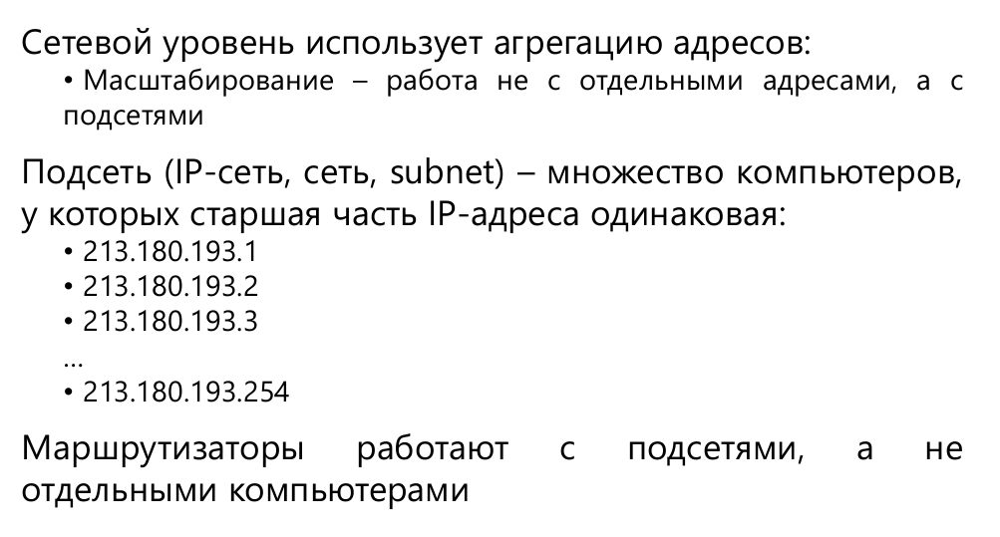 Сетевой уровень использует агрегацию адресов:
• Масштабирование – работа не с отдельными адресами, а с
подсетями
Подсеть (IP-сеть, сеть, subnet) – множество компьютеров,
у которых старшая часть IP-адреса одинаковая:
• 213.180.193.1
• 213.180.193.2
• 213.180.193.3
...
• 213.180.193.254
Маршрутизаторы работают с подсетями, а не
отдельными компьютерами